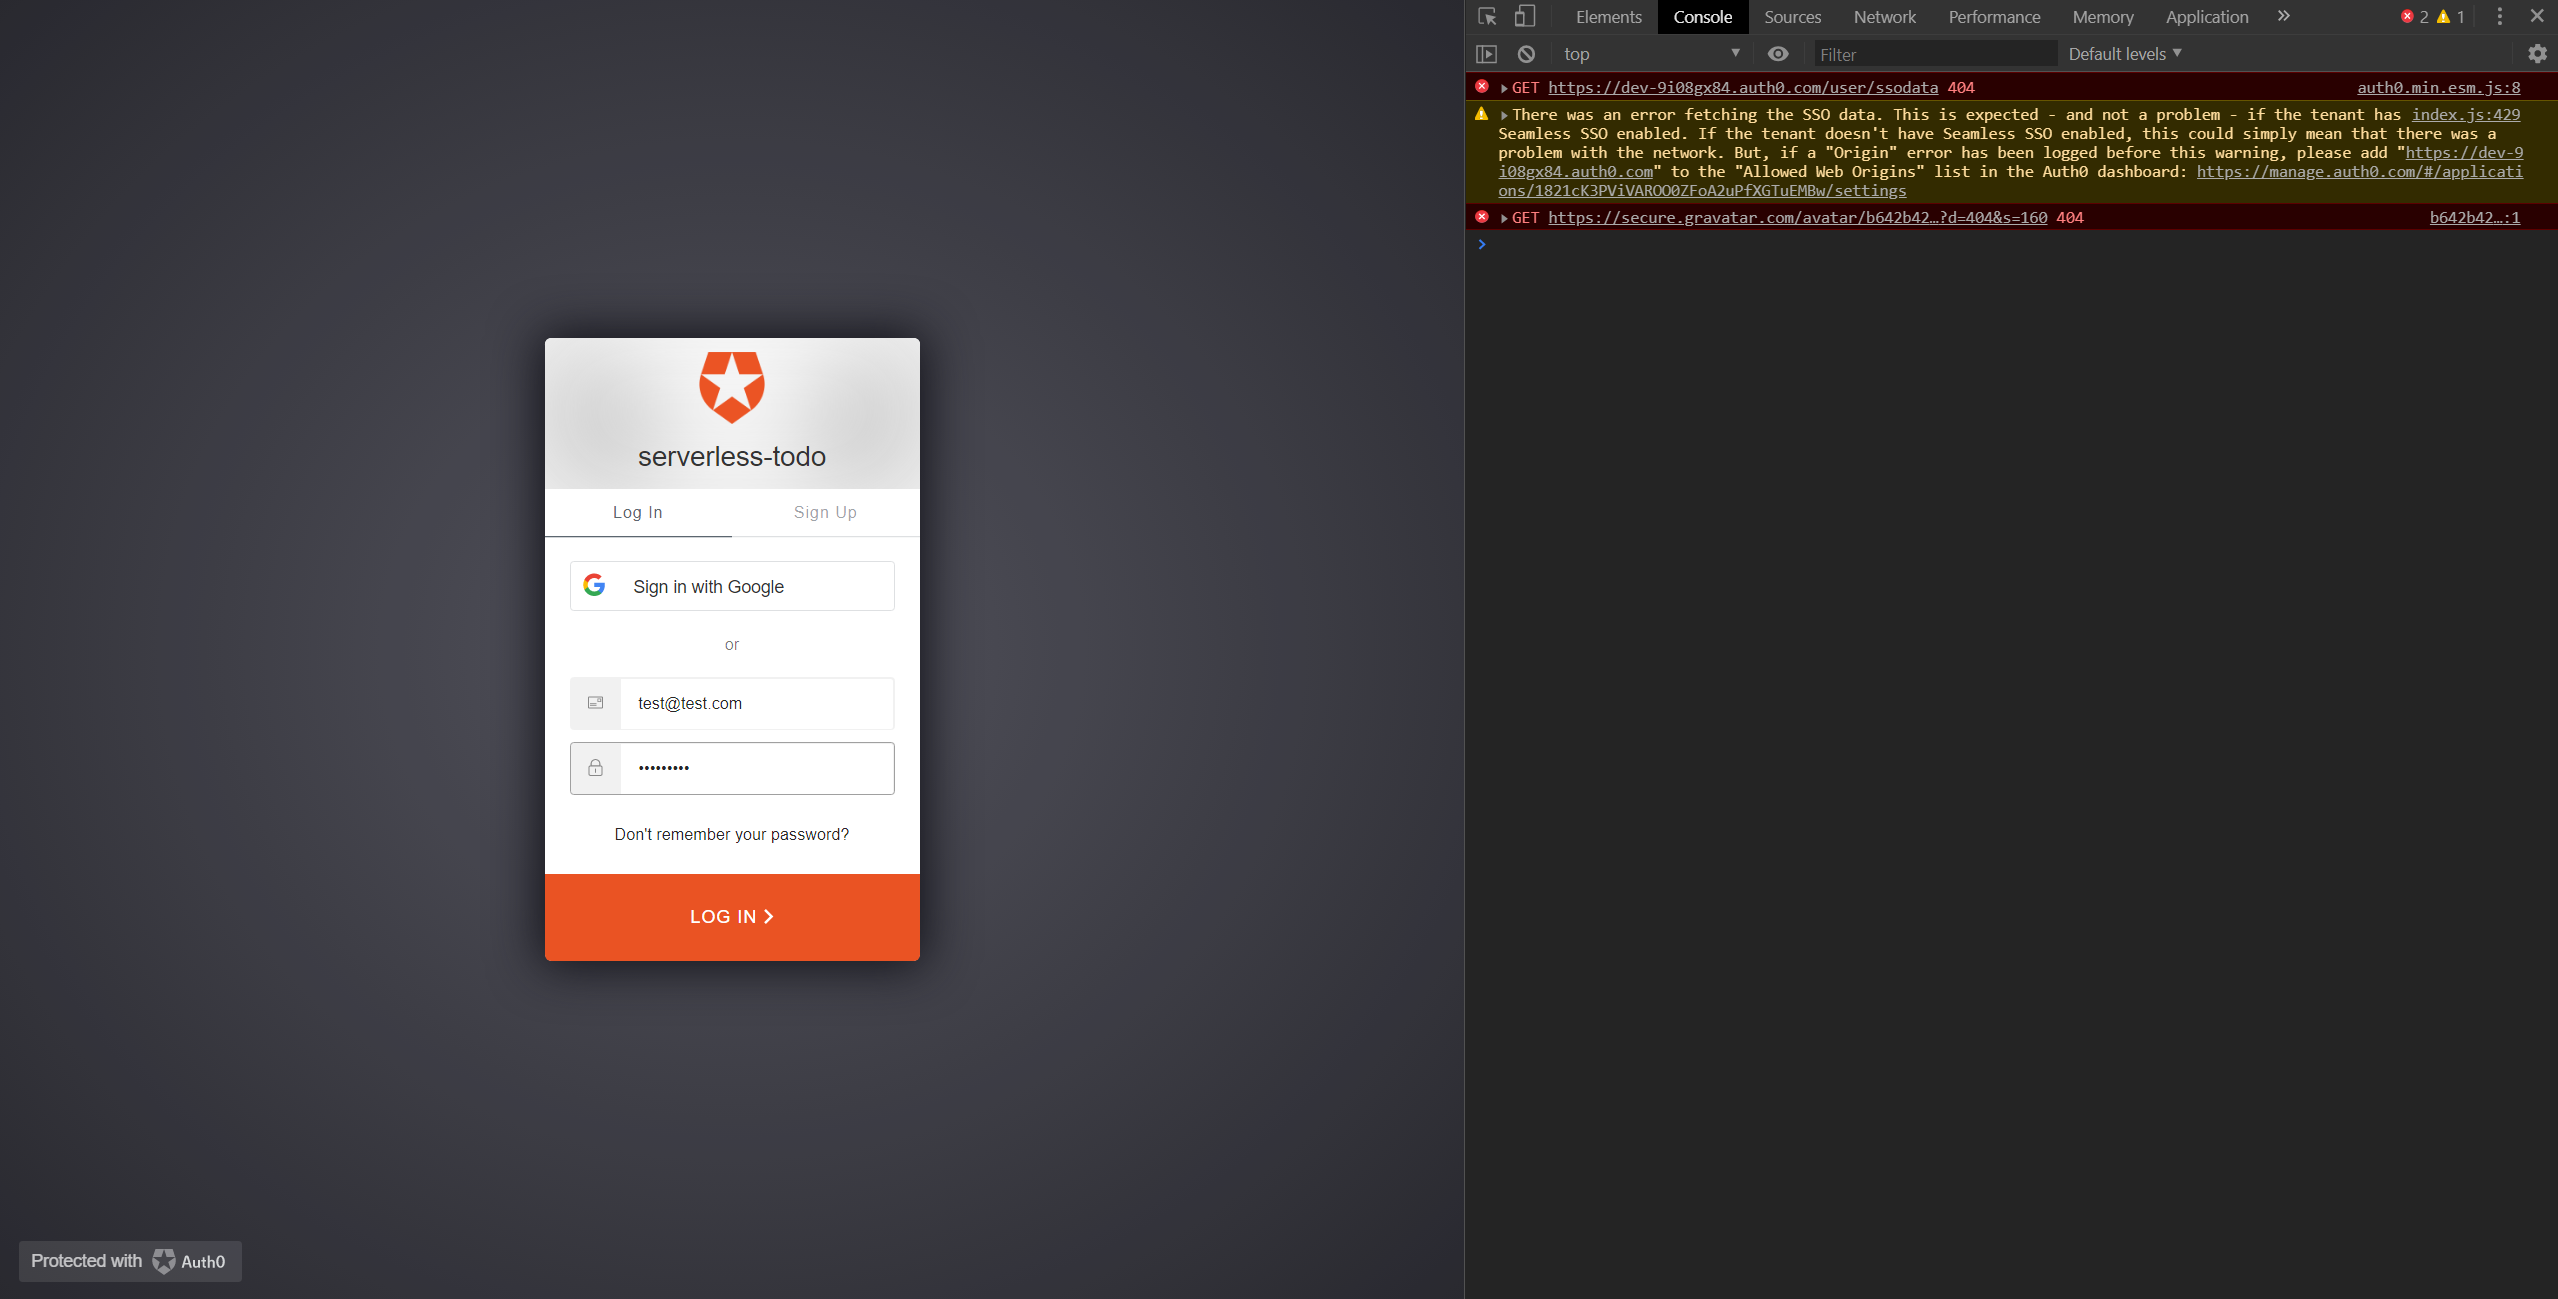 serverless-todo
Log In
Sign Up
Sign in with Google
or
test@test.com
•••••••••
Don't remember your password?
LOG IN
Protected with Auth0
Elements Console Sources Network Performance Memory Application 2 1
top Filter Default levels
GET https://dev-9i08gx84.auth0.com/user/ssodata 404 auth0.min.esm.js:8
There was an error fetching the SSO data. This is expected - and not a problem - if the tenant has index.js:429
Seamless SSO enabled. If the tenant doesn't have Seamless SSO enabled, this could simply mean that there was a
problem with the network. But, if a "Origin" error has been logged before this warning, please add "https://dev-9
i08gx84.auth0.com" to the "Allowed Web Origins" list in the Auth0 dashboard: https://manage.auth0.com/#/applicati
ons/1821cK3PViVAROO0ZFoA2uPfXGTuEMBw/settings
GET https://secure.gravatar.com/avatar/b642b42…?d=404&s=160 404 b642b42…:1